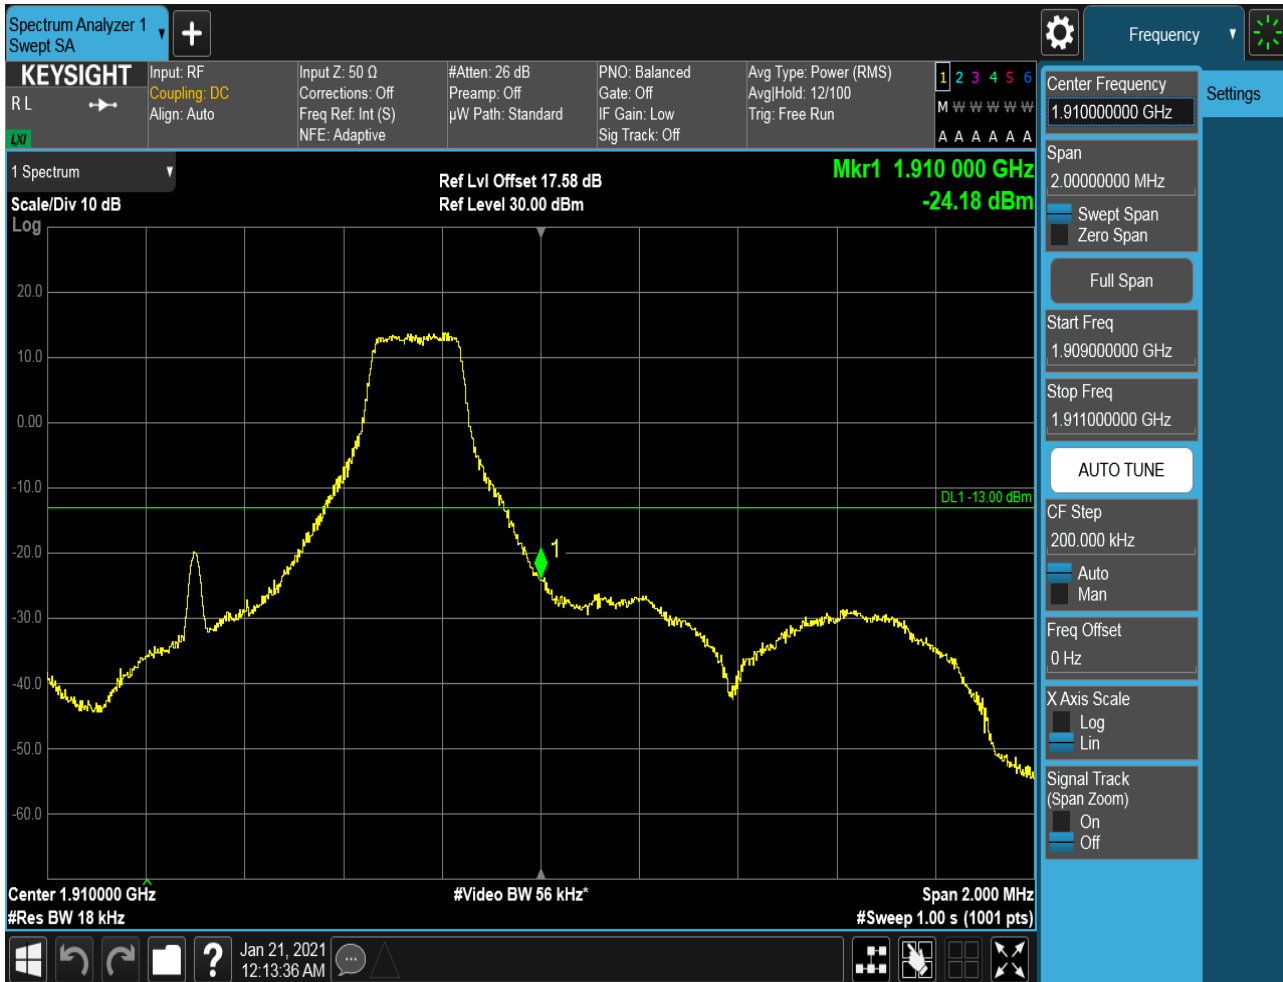 Spectrum Analyzer 1
Swept SA
Frequency
KEYSIGHT
R L
LXI
Input: RF
Coupling: DC
Align: Auto
Input Z: 50 Ω
Corrections: Off
Freq Ref: Int (S)
NFE: Adaptive
#Atten: 26 dB
Preamp: Off
µW Path: Standard
PNO: Balanced
Gate: Off
IF Gain: Low
Sig Track: Off
Avg Type: Power (RMS)
Avg|Hold: 12/100
Trig: Free Run
1 2 3 4 5 6
M W W W W W
A A A A A A
1 Spectrum
Scale/Div 10 dB
Log
Ref Lvl Offset 17.58 dB
Ref Level 30.00 dBm
Mkr1 1.910 000 GHz
-24.18 dBm
20.0
10.0
0.00
-10.0
DL1 -13.00 dBm
-20.0
1
-30.0
-40.0
-50.0
-60.0
Center 1.910000 GHz
#Video BW 56 kHz*
Span 2.000 MHz
#Res BW 18 kHz
#Sweep 1.00 s (1001 pts)
Center Frequency
1.910000000 GHz
Settings
Span
2.00000000 MHz
Swept Span
Zero Span
Full Span
Start Freq
1.909000000 GHz
Stop Freq
1.911000000 GHz
AUTO TUNE
CF Step
200.000 kHz
Auto
Man
Freq Offset
0 Hz
X Axis Scale
Log
Lin
Signal Track
(Span Zoom)
On
Off
?
Jan 21, 2021
12:13:36 AM